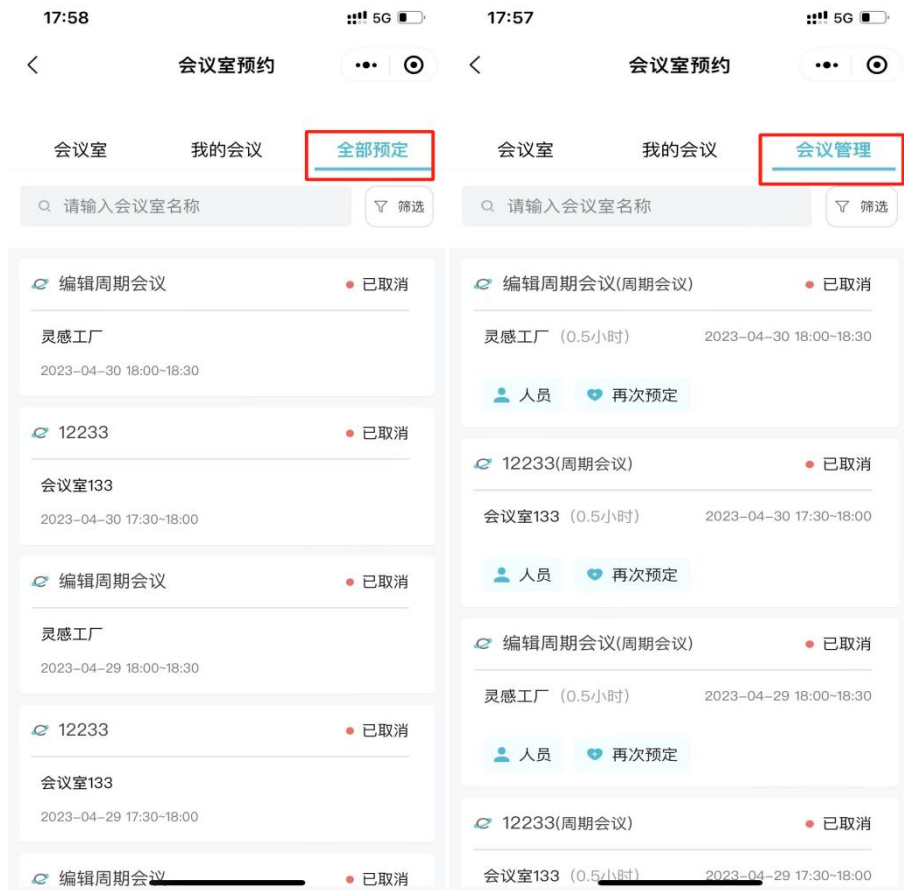 17:58
5G
会议室预约
会议室 我的会议 全部预定
请输入会议室名称 筛选
编辑周期会议 已取消
灵感工厂
2023-04-30 18:00~18:30
12233 已取消
会议室133
2023-04-30 17:30~18:00
编辑周期会议 已取消
灵感工厂
2023-04-29 18:00~18:30
12233 已取消
会议室133
2023-04-29 17:30~18:00
编辑周期会议 已取消
17:57
5G
会议室预约
会议室 我的会议 会议管理
请输入会议室名称 筛选
编辑周期会议(周期会议) 已取消
灵感工厂 (0.5小时) 2023-04-30 18:00~18:30
人员 再次预定
12233(周期会议) 已取消
会议室133 (0.5小时) 2023-04-30 17:30~18:00
人员 再次预定
编辑周期会议(周期会议) 已取消
灵感工厂 (0.5小时) 2023-04-29 18:00~18:30
人员 再次预定
12233(周期会议) 已取消
会议室133 (0.5小时) 2023-04-29 17:30~18:00